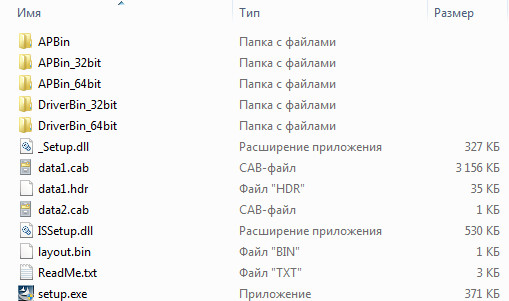 Имя Тип Размер
APBin Папка с файлами
APBin_32bit Папка с файлами
APBin_64bit Папка с файлами
DriverBin_32bit Папка с файлами
DriverBin_64bit Папка с файлами
_Setup.dll Расширение приложения 327 КБ
data1.cab CAB-файл 3 156 КБ
data1.hdr Файл "HDR" 35 КБ
data2.cab CAB-файл 1 КБ
ISSetup.dll Расширение приложения 530 КБ
layout.bin Файл "BIN" 1 КБ
ReadMe.txt Файл "TXT" 3 КБ
setup.exe Приложение 371 КБ